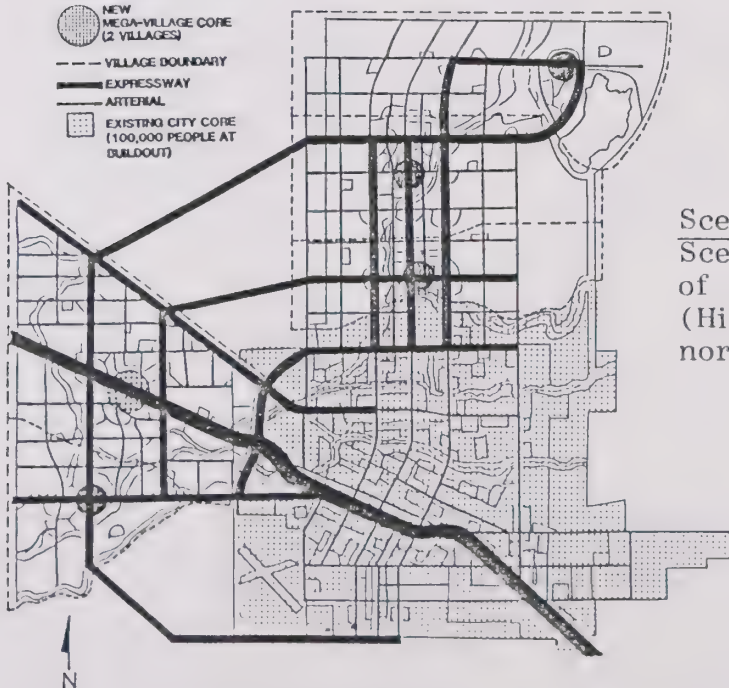 NEW
MEGA-VILLAGE CORE
(2 VILLAGES)
VILLAGE BOUNDARY
EXPRESSWAY
ARTERIAL
EXISTING CITY CORE
(100,000 PEOPLE AT
BUILDOUT)
D
Sce
Sce
of
(Hi
nor
D
N